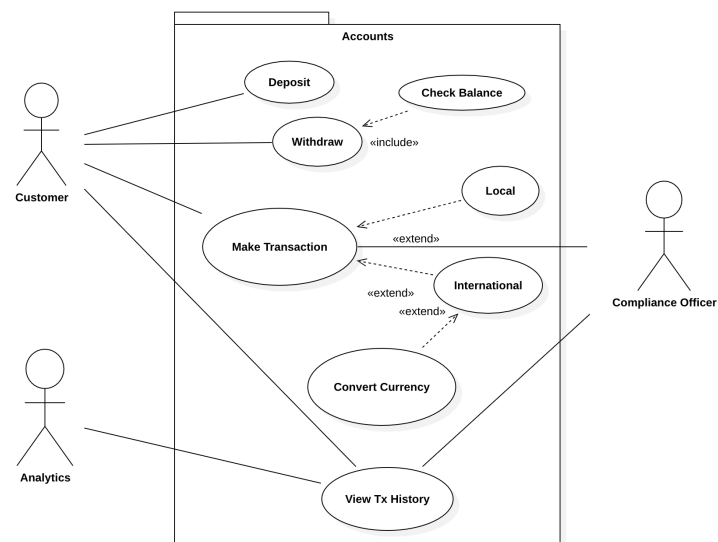 Accounts
Deposit
Check Balance
Withdraw
«include»
Customer
Local
Make Transaction
«extend»
International
«extend»
«extend»
Compliance Officer
Convert Currency
Analytics
View Tx History